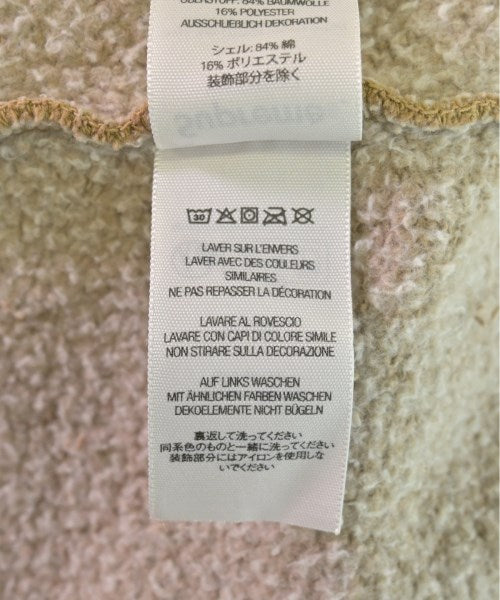 OBERSTOFF: 84% BAUMWOLLE
16% POLYESTER
AUSSCHLIEßLICH DEKORATION
シェル: 84% 綿
16% ポリエステル
装飾部分を除く
30
LAVER SUR L'ENVERS
LAVER AVEC DES COULEURS
SIMILAIRES
NE PAS REPASSER LA DÉCORATION
LAVARE AL ROVESCIO
LAVARE CON CAPI DI COLORE SIMILE
NON STIRARE SULLA DECORAZIONE
AUF LINKS WASCHEN
MIT ÄHNLICHEN FARBEN WASCHEN
DEKOELEMENTE NICHT BÜGELN
裏返して洗ってください
同系色のものと一緒に洗ってください
装飾部分にはアイロンを使用しな
いでください